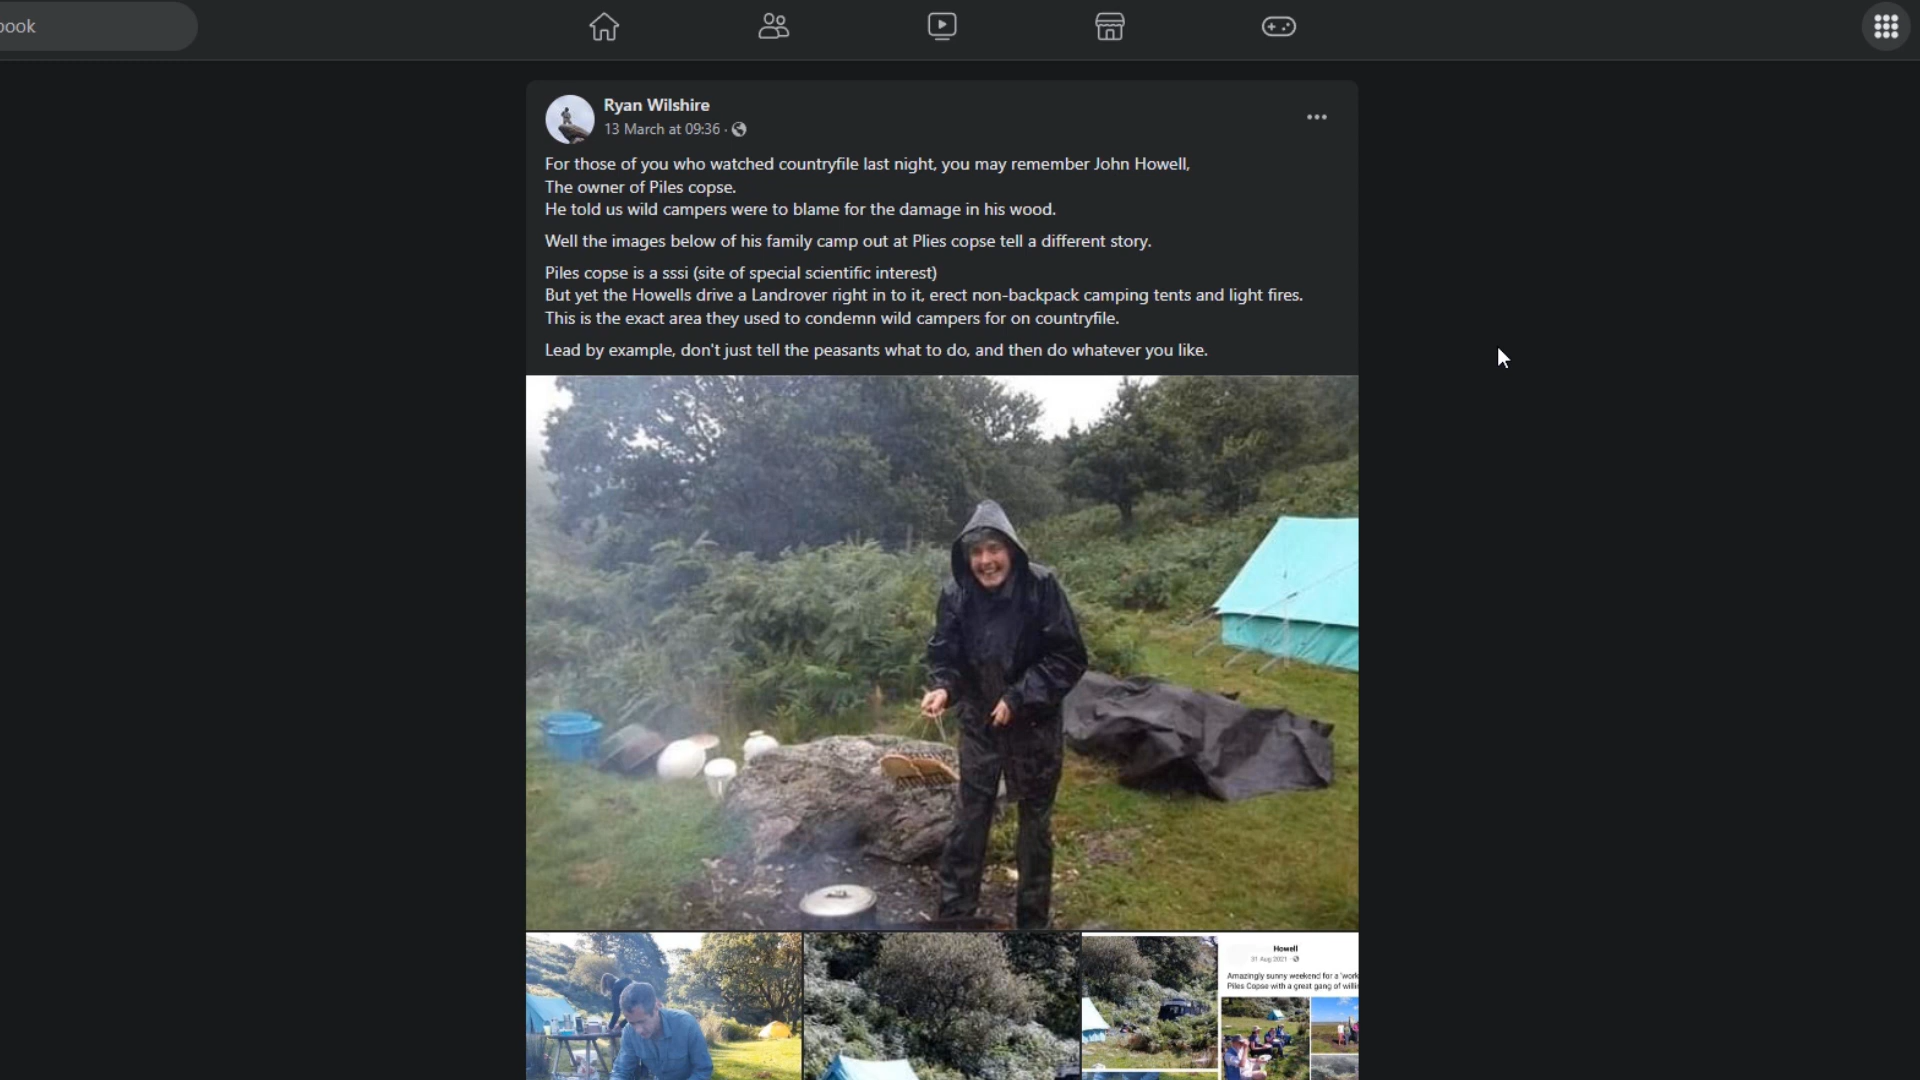 book
Ryan Wilshire
13 March at 09:36 ·
For those of you who watched countryfile last night, you may remember John Howell,
The owner of Piles copse.
He told us wild campers were to blame for the damage in his wood.
Well the images below of his family camp out at Plies copse tell a different story.
Piles copse is a sssi (site of special scientific interest)
But yet the Howells drive a Landrover right in to it, erect non-backpack camping tents and light fires.
This is the exact area they used to condemn wild campers for on countryfile.
Lead by example, don't just tell the peasants what to do, and then do whatever you like.
Howell
31 Aug 2021 ·
Amazingly sunny weekend for a 'work
Piles Copse with a great gang of willi